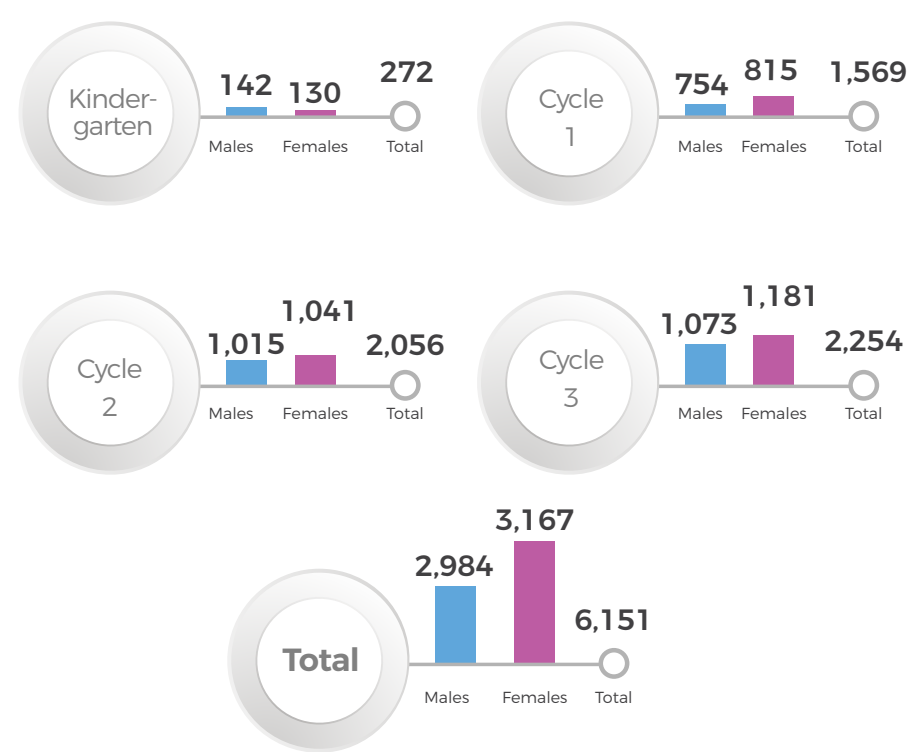 Kinder-
garten
142 130 272
Males Females Total
Cycle
1
754 815 1,569
Males Females Total
Cycle
2
1,015 1,041 2,056
Males Females Total
Cycle
3
1,073 1,181 2,254
Males Females Total
Total
2,984 3,167 6,151
Males Females Total